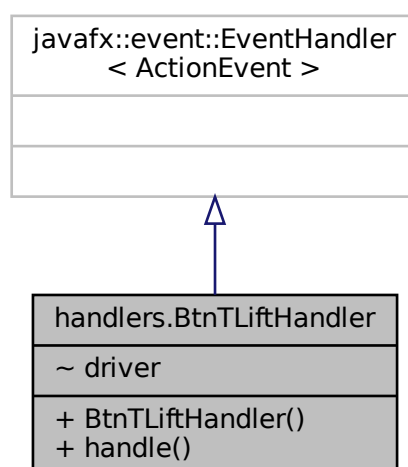 javafx::event::EventHandler
< ActionEvent >
handlers.BtnTLiftHandler
~ driver
+ BtnTLiftHandler()
+ handle()